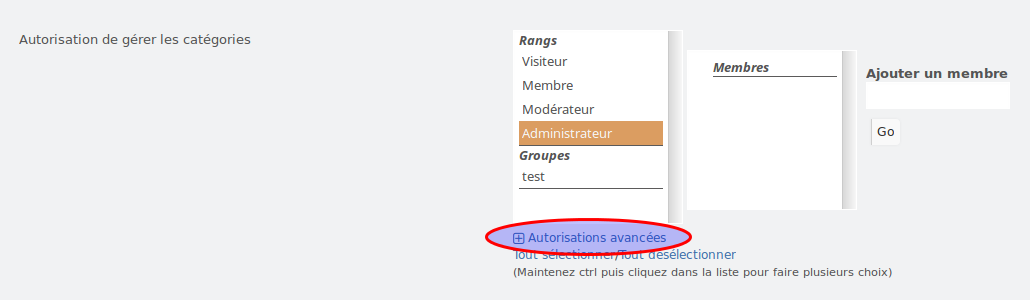 Autorisation de gérer les catégories
Rangs
Visiteur
Membre
Modérateur
Administrateur
Groupes
test
Membres
Ajouter un membre
Go
Autorisations avancées
Tout sélectionner/Tout désélectionner
(Maintenez ctrl puis cliquez dans la liste pour faire plusieurs choix)